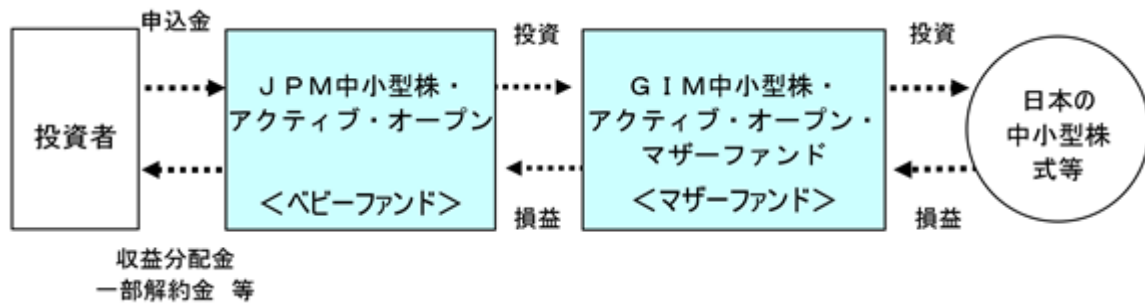 申込金
投資者
収益分配金
一部解約金 等
JPM中小型株・
アクティブ・オープン
<ベビーファンド>
投資
損益
GIM中小型株・
アクティブ・オープン・
マザーファンド
<マザーファンド>
投資
損益
日本の
中小型株
式等